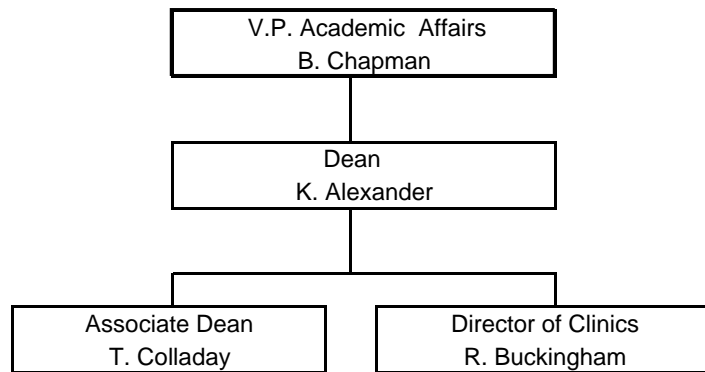 V.P. Academic Affairs
B. Chapman
Dean
K. Alexander
Associate Dean
T. Colladay
Director of Clinics
R. Buckingham